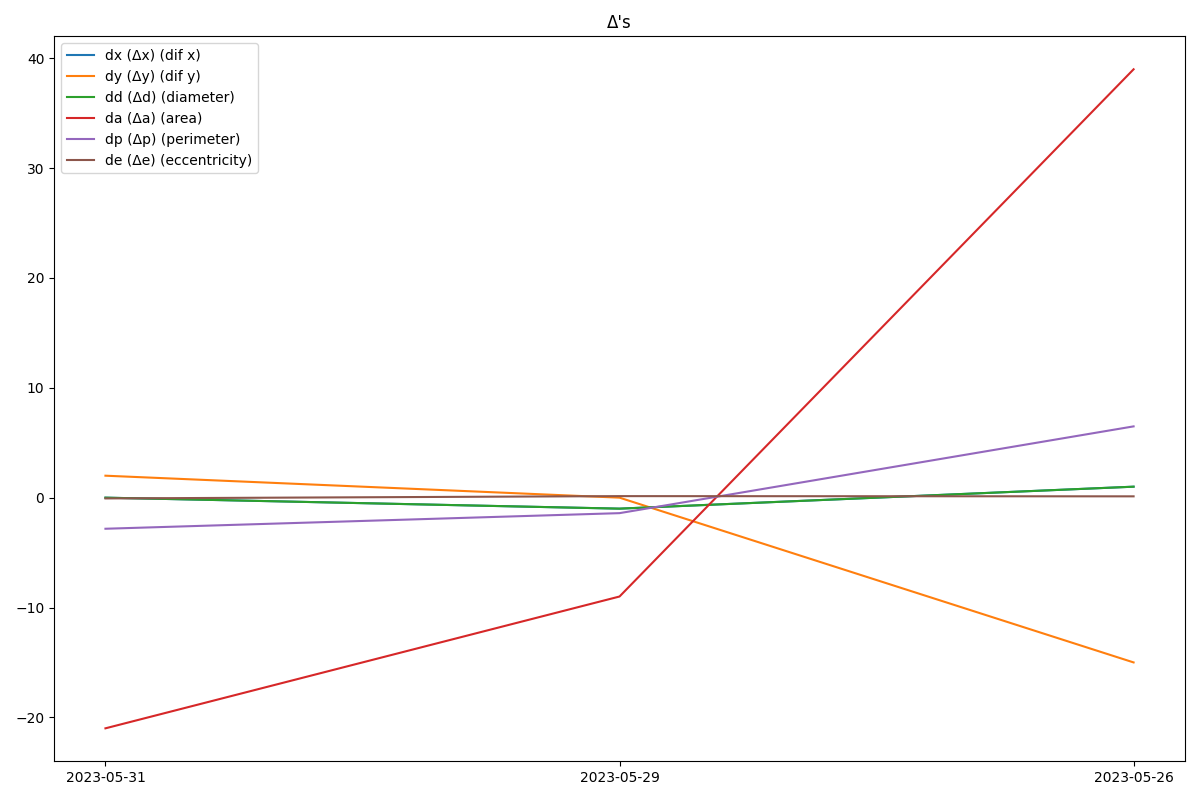 Δ's
dx (Δx) (dif x)
dy (Δy) (dif y)
dd (Δd) (diameter)
da (Δa) (area)
dp (Δp) (perimeter)
de (Δe) (eccentricity)
40
30
20
10
0
−10
−20
2023-05-31 2023-05-29 2023-05-26